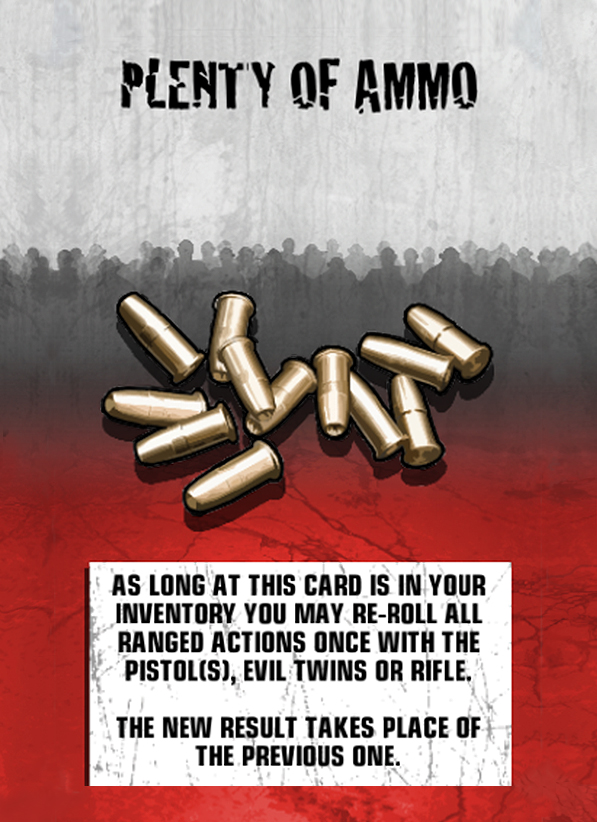 PLENTY OF AMMO
AS LONG AT THIS CARD IS IN YOUR
INVENTORY YOU MAY RE-ROLL ALL
RANGED ACTIONS ONCE WITH THE
PISTOL(S), EVIL TWINS OR RIFLE.
THE NEW RESULT TAKES PLACE OF
THE PREVIOUS ONE.